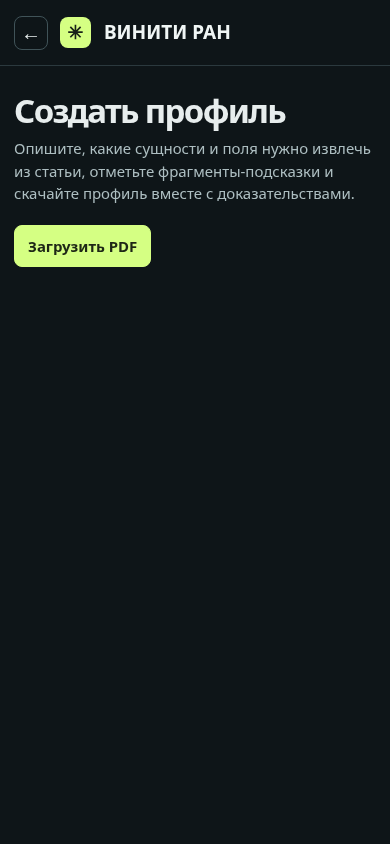 ←
✳ ВИНИТИ РАН
Создать профиль
Опишите, какие сущности и поля нужно извлечь
из статьи, отметьте фрагменты-подсказки и
скачайте профиль вместе с доказательствами.
Загрузить PDF